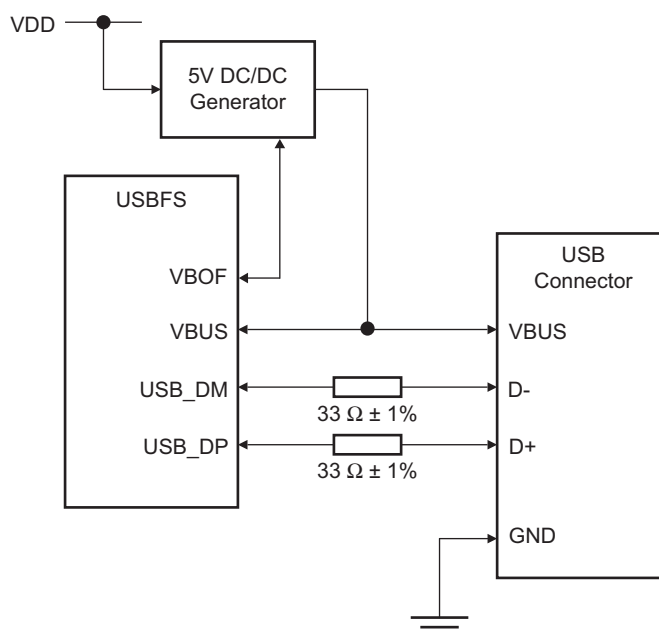 VDD
5V DC/DC
Generator
USBFS
VBOF
VBUS
USB_DM
USB_DP
33 Ω ± 1%
33 Ω ± 1%
USB
Connector
VBUS
D-
D+
GND